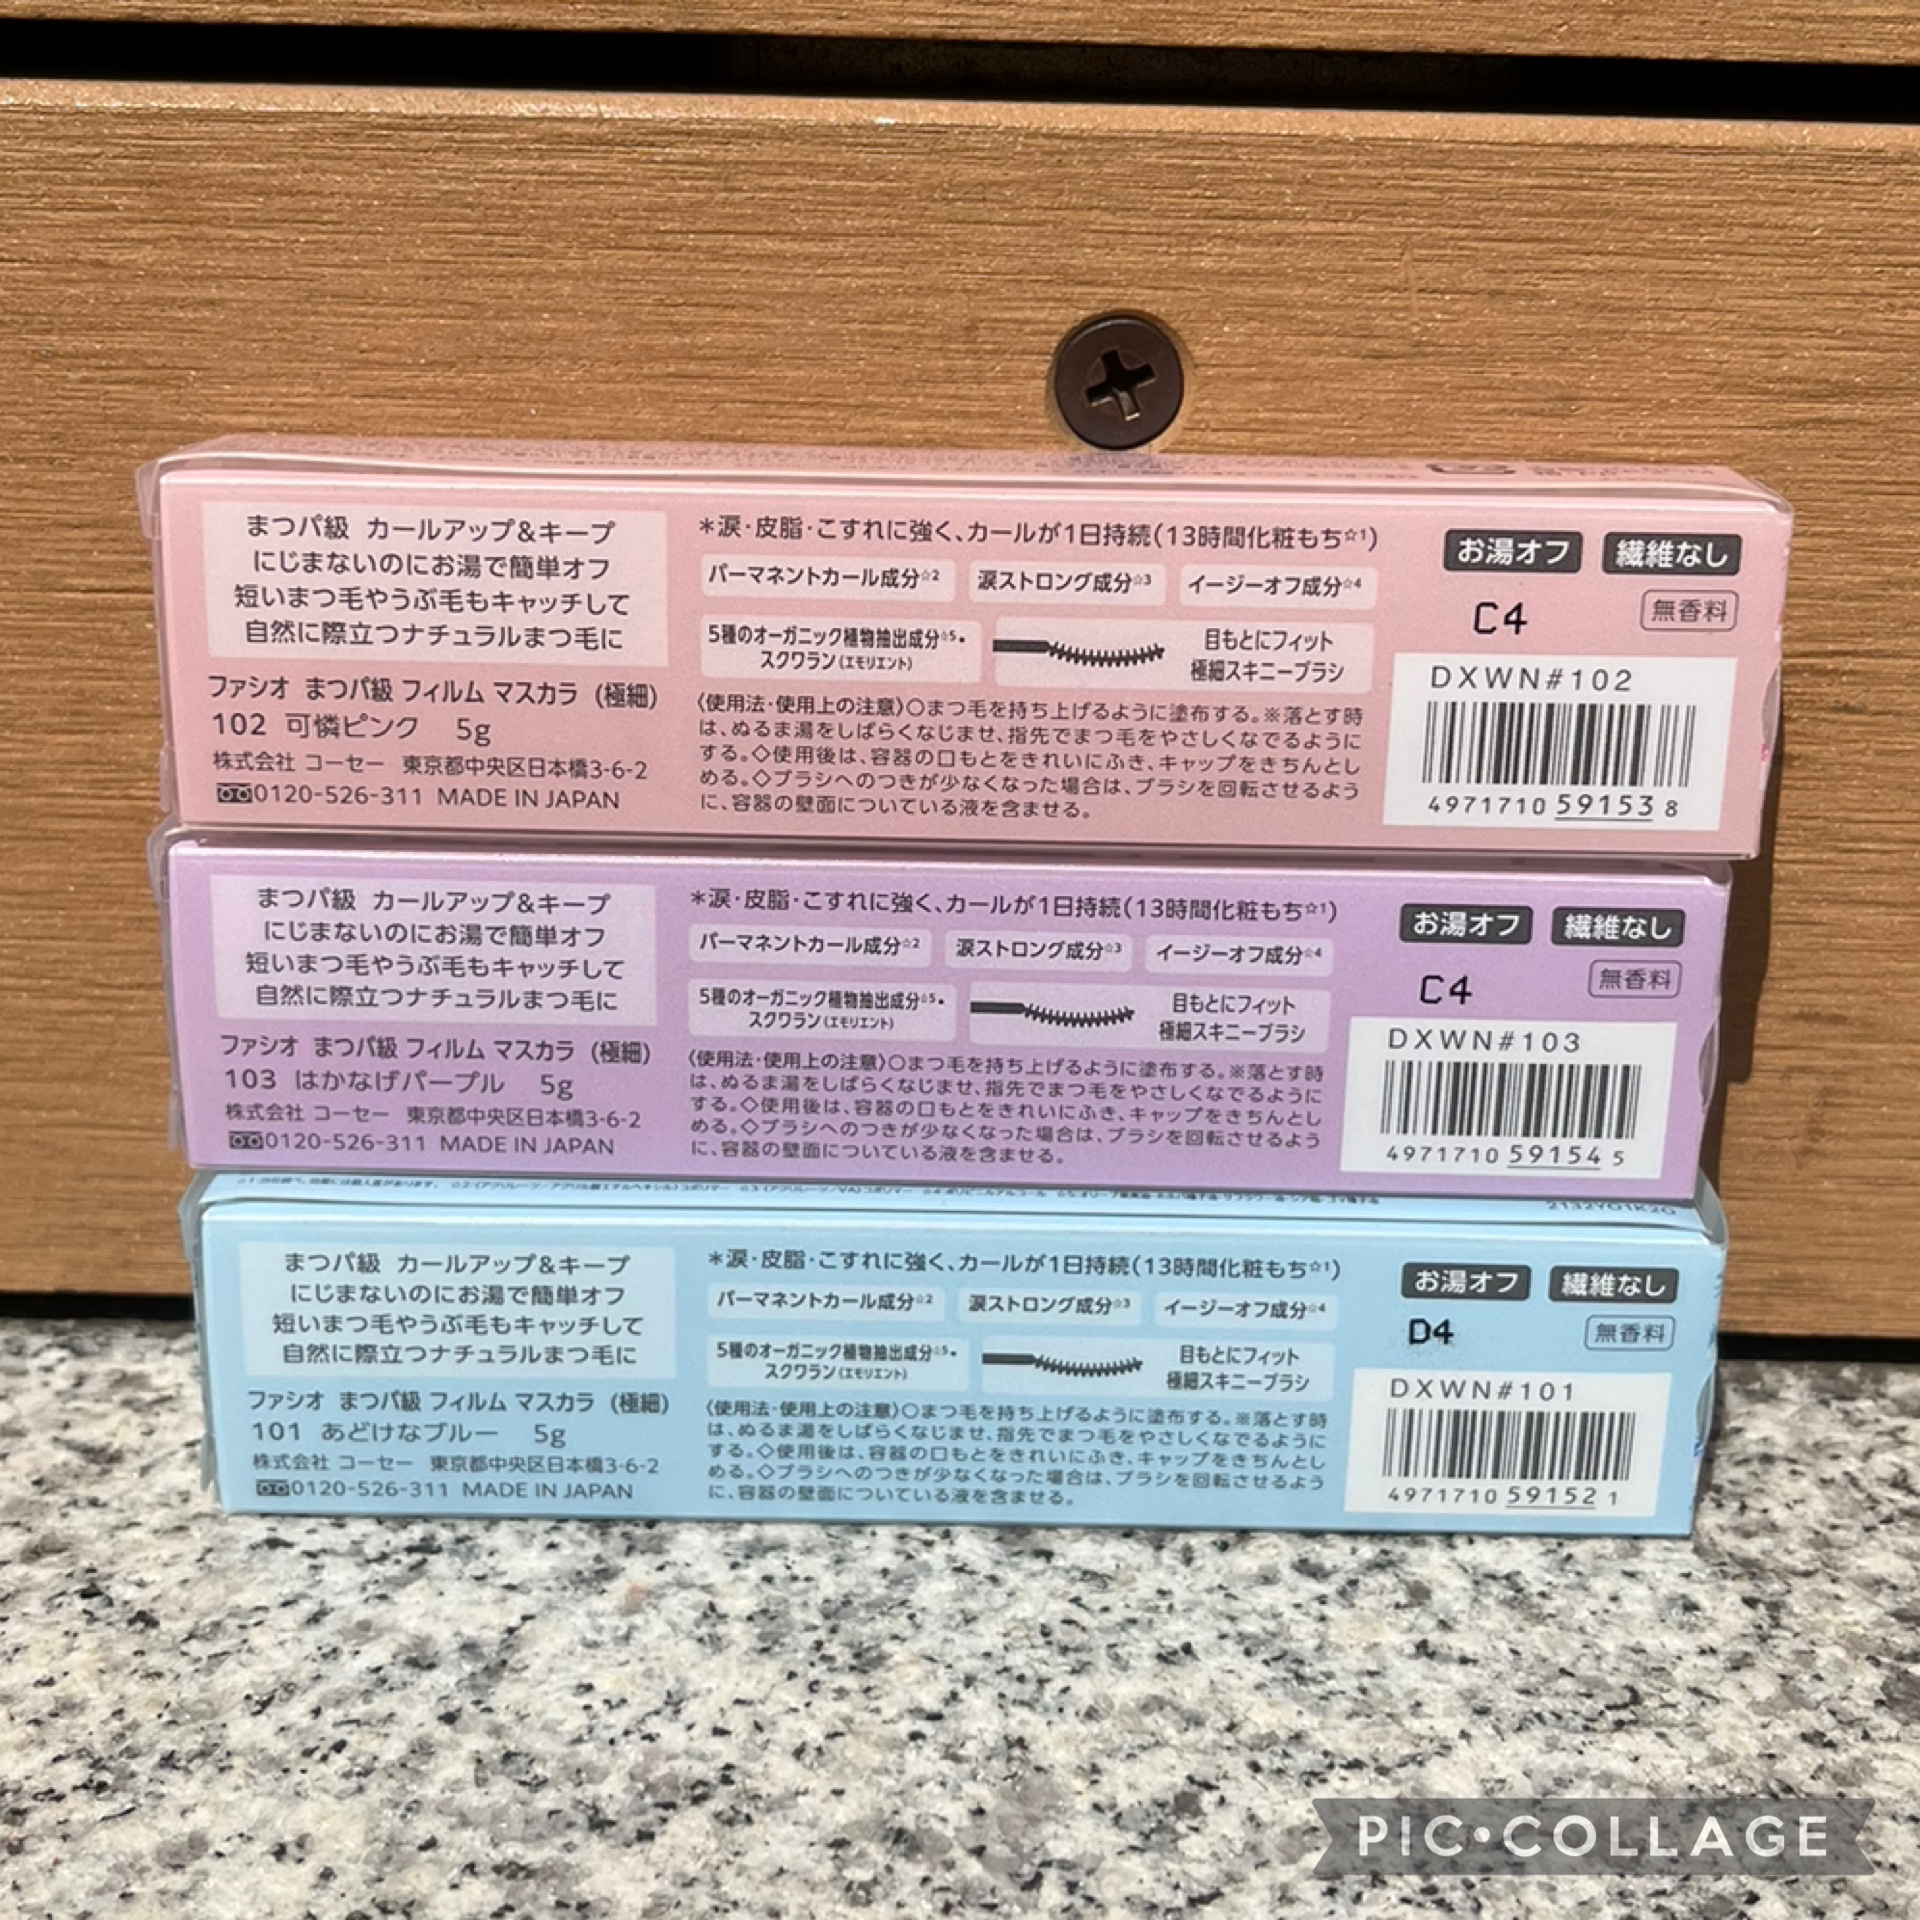 まつパ級 カールアップ&キープ
にじまないのにお湯で簡単オフ
短いまつ毛やうぶ毛もキャッチして
自然に際立つナチュラルまつ毛に
ファシオ まつパ級 フィルム マスカラ (極細)
102 可憐ピンク 5g
株式会社 コーセー 東京都中央区日本橋3-6-2
0120-526-311 MADE IN JAPAN
*涙・皮脂・こすれに強く、カールが1日持続(13時間化粧もち☆1)
パーマネントカール成分☆2 涙ストロング成分☆3 イージーオフ成分☆4
5種のオーガニック植物抽出成分☆5・
スクワラン(エモリエント)
目もとにフィット
極細スキニーブラシ
〈使用法・使用上の注意〉○まつ毛を持ち上げるように塗布する。※落とす時
は、ぬるま湯をしばらくなじませ、指先でまつ毛をやさしくなでるように
する。◇使用後は、容器の口もとをきれいにふき、キャップをきちんとし
める。◇ブラシへのつきが少なくなった場合は、ブラシを回転させるよう
に、容器の壁面についている液を含ませる。
お湯オフ 繊維なし
C4 無香料
DXWN#102
4971710 59153 8
まつパ級 カールアップ&キープ
にじまないのにお湯で簡単オフ
短いまつ毛やうぶ毛もキャッチして
自然に際立つナチュラルまつ毛に
ファシオ まつパ級 フィルム マスカラ (極細)
103 はかなげパープル 5g
株式会社 コーセー 東京都中央区日本橋3-6-2
0120-526-311 MADE IN JAPAN
*涙・皮脂・こすれに強く、カールが1日持続(13時間化粧もち☆1)
パーマネントカール成分☆2 涙ストロング成分☆3 イージーオフ成分☆4
5種のオーガニック植物抽出成分☆5・
スクワラン(エモリエント)
目もとにフィット
極細スキニーブラシ
〈使用法・使用上の注意〉○まつ毛を持ち上げるように塗布する。※落とす時
は、ぬるま湯をしばらくなじませ、指先でまつ毛をやさしくなでるように
する。◇使用後は、容器の口もとをきれいにふき、キャップをきちんとし
める。◇ブラシへのつきが少なくなった場合は、ブラシを回転させるよう
に、容器の壁面についている液を含ませる。
お湯オフ 繊維なし
C4 無香料
DXWN#103
4971710 59154 5
まつパ級 カールアップ&キープ
にじまないのにお湯で簡単オフ
短いまつ毛やうぶ毛もキャッチして
自然に際立つナチュラルまつ毛に
ファシオ まつパ級 フィルム マスカラ (極細)
101 あどけなブルー 5g
株式会社 コーセー 東京都中央区日本橋3-6-2
0120-526-311 MADE IN JAPAN
*涙・皮脂・こすれに強く、カールが1日持続(13時間化粧もち☆1)
パーマネントカール成分☆2 涙ストロング成分☆3 イージーオフ成分☆4
5種のオーガニック植物抽出成分☆5・
スクワラン(エモリエント)
目もとにフィット
極細スキニーブラシ
〈使用法・使用上の注意〉○まつ毛を持ち上げるように塗布する。※落とす時
は、ぬるま湯をしばらくなじませ、指先でまつ毛をやさしくなでるように
する。◇使用後は、容器の口もとをきれいにふき、キャップをきちんとし
める。◇ブラシへのつきが少なくなった場合は、ブラシを回転させるよう
に、容器の壁面についている液を含ませる。
お湯オフ 繊維なし
D4 無香料
DXWN#101
4971710 59152 1
PIC•COLLAGE